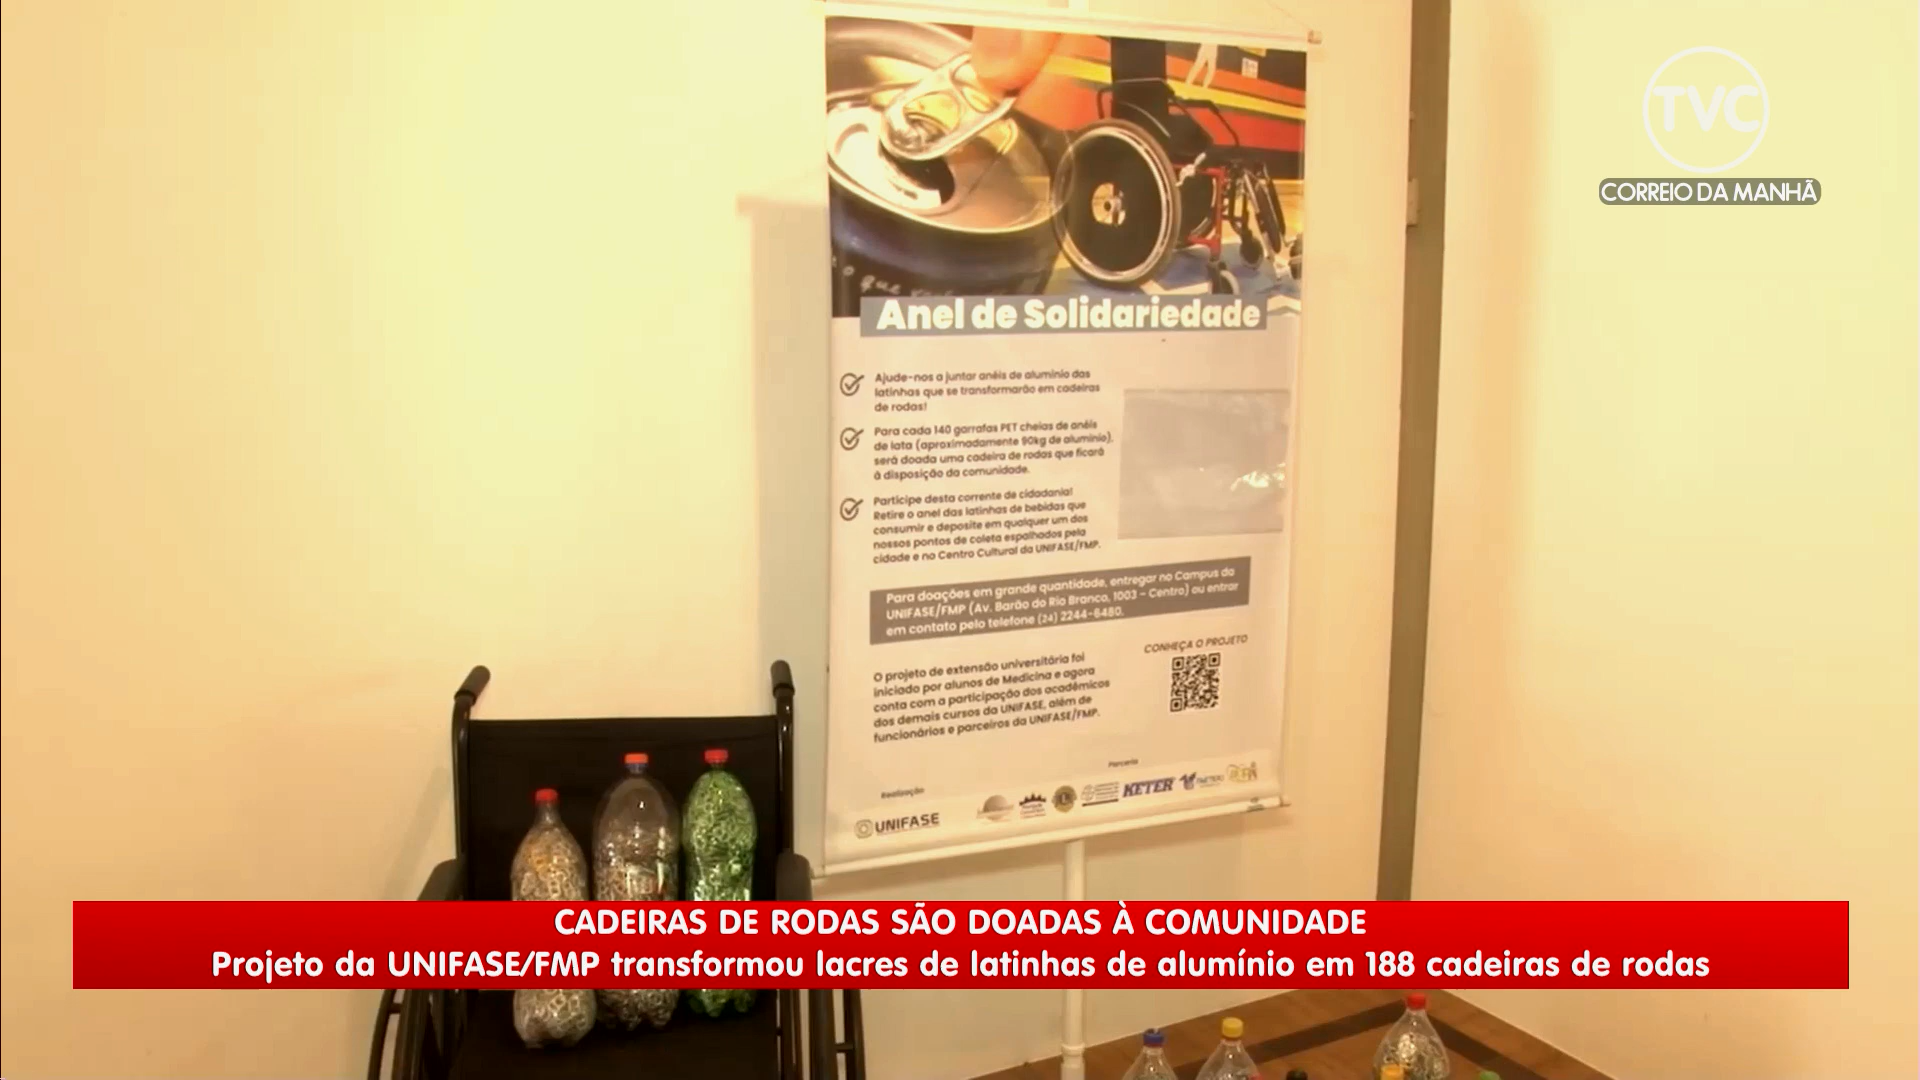 TVC
CORREIO DA MANHÃ
Anel de Solidariedade
Ajude-nos a juntar anéis de alumínio das
latinhas que se transformarão em cadeiras
de rodas!
Para cada 140 garrafas PET cheias de anéis
de lata (aproximadamente 90kg de alumínio),
será doada uma cadeira de rodas que ficará
à disposição da comunidade.
Participe desta corrente de cidadania!
Retire o anel das latinhas de bebidas que
consumir e deposite em qualquer um dos
nossos pontos de coleta espalhados pela
cidade e no Centro Cultural da UNIFASE/FMP.
Para doações em grande quantidade, entregar no Campus da
UNIFASE/FMP (Av. Barão do Rio Branco, 1003 - Centro) ou entrar
em contato pelo telefone (24) 2244-6480.
CONHEÇA O PROJETO
O projeto de extensão universitária foi
iniciado por alunos de Medicina e agora
conta com a participação dos acadêmicos
dos demais cursos da UNIFASE, além de
funcionários e parceiros da UNIFASE/FMP.
Realização
Parceria
UNIFASE
KETER
CADEIRAS DE RODAS SÃO DOADAS À COMUNIDADE
Projeto da UNIFASE/FMP transformou lacres de latinhas de alumínio em 188 cadeiras de rodas